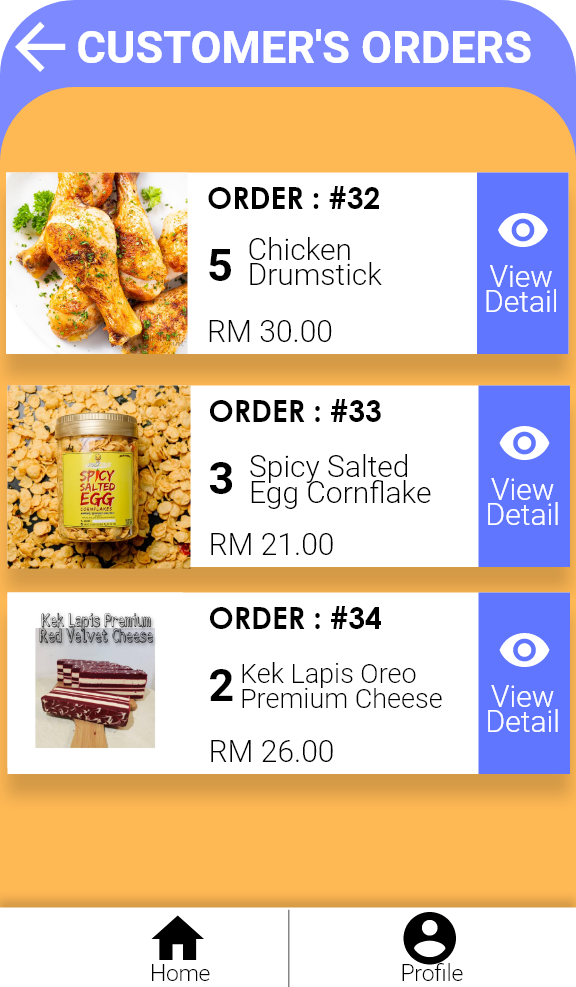 CUSTOMER'S ORDERS
ORDER : #32
5 Chicken
Drumstick
RM 30.00
View
Detail
SPICY
SALTED
EGG
CORNFLAKES
ORDER : #33
3 Spicy Salted
Egg Cornflake
RM 21.00
View
Detail
Kek Lapis Premium
Red Velvet Cheese
ORDER : #34
2 Kek Lapis Oreo
Premium Cheese
RM 26.00
View
Detail
Home
Profile